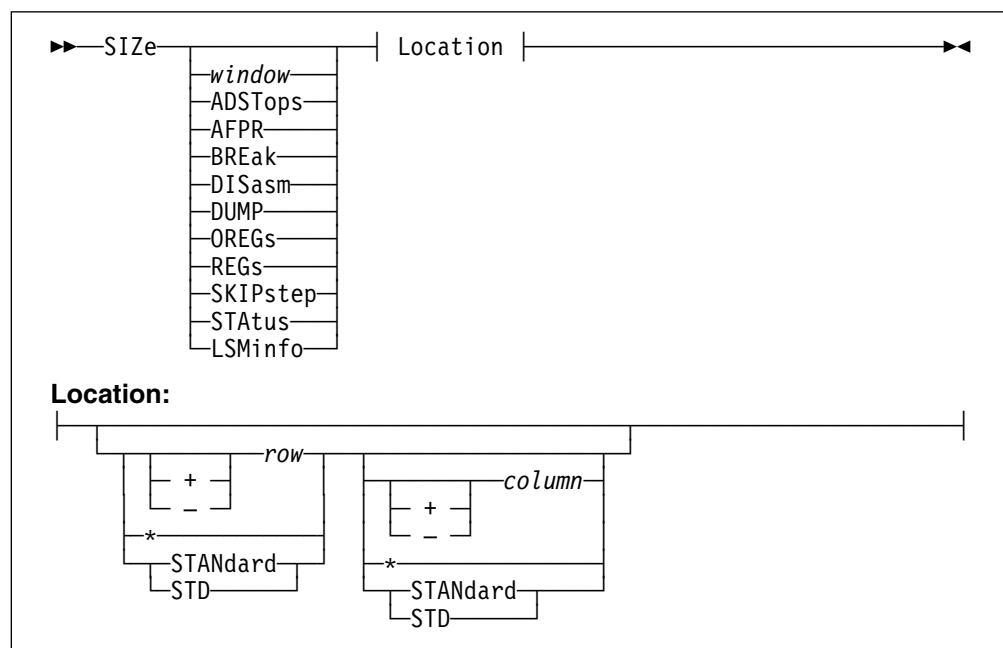 SIZe Location
window
ADSTops
AFPR
BREak
DISasm
DUMP
OREGs
REGs
SKIPstep
STAtus
LSMinfo
Location:
row
+ column
– +
* –
STANdard *
STD STANdard
STD